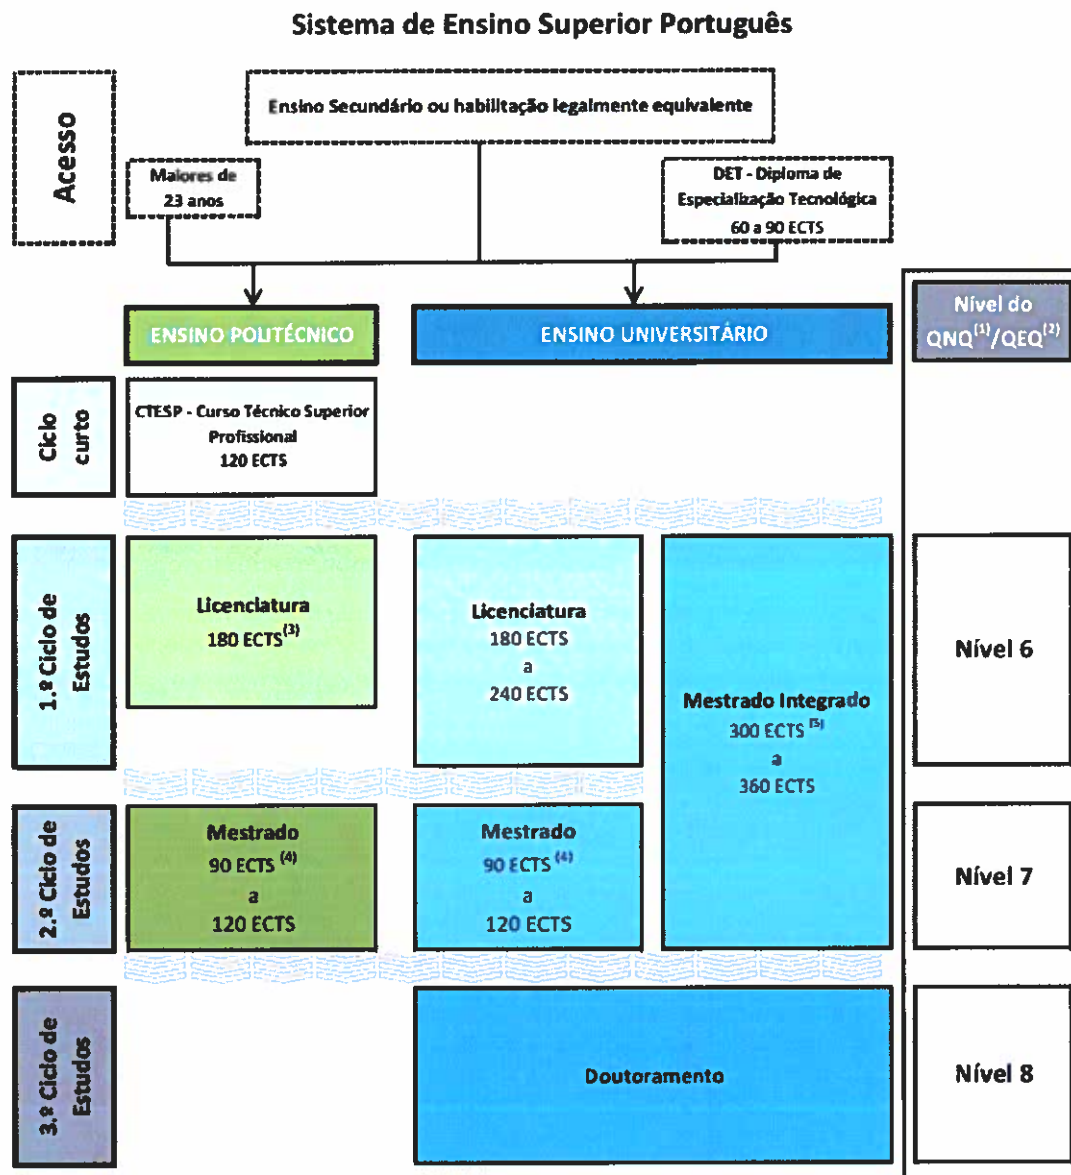 Sistema de Ensino Superior Português
Acesso
Ensino Secundário ou habilitação legalmente equivalente
Maiores de
23 anos
DET - Diploma de
Especialização Tecnológica
60 a 90 ECTS
ENSINO POLITÉCNICO
ENSINO UNIVERSITÁRIO
Nível do
QNQ(1)/QEQ(2)
Ciclo
curto
CTESP - Curso Técnico Superior
Profissional
120 ECTS
1.º Ciclo de
Estudos
Licenciatura
180 ECTS(3)
Licenciatura
180 ECTS
a
240 ECTS
Mestrado Integrado
300 ECTS (5)
a
360 ECTS
Nível 6
2.º Ciclo de
Estudos
Mestrado
90 ECTS (4)
a
120 ECTS
Mestrado
90 ECTS (4)
a
120 ECTS
Nível 7
3.º Ciclo de
Estudos
Doutoramento
Nível 8